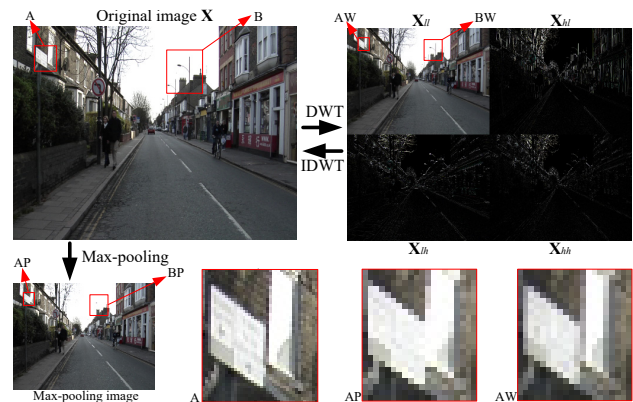 A
Original image X
B
AW
X_ll
BW
X_hl
DWT
IDWT
X_lh
X_hh
Max-pooling
AP
BP
Max-pooling image
A
AP
AW